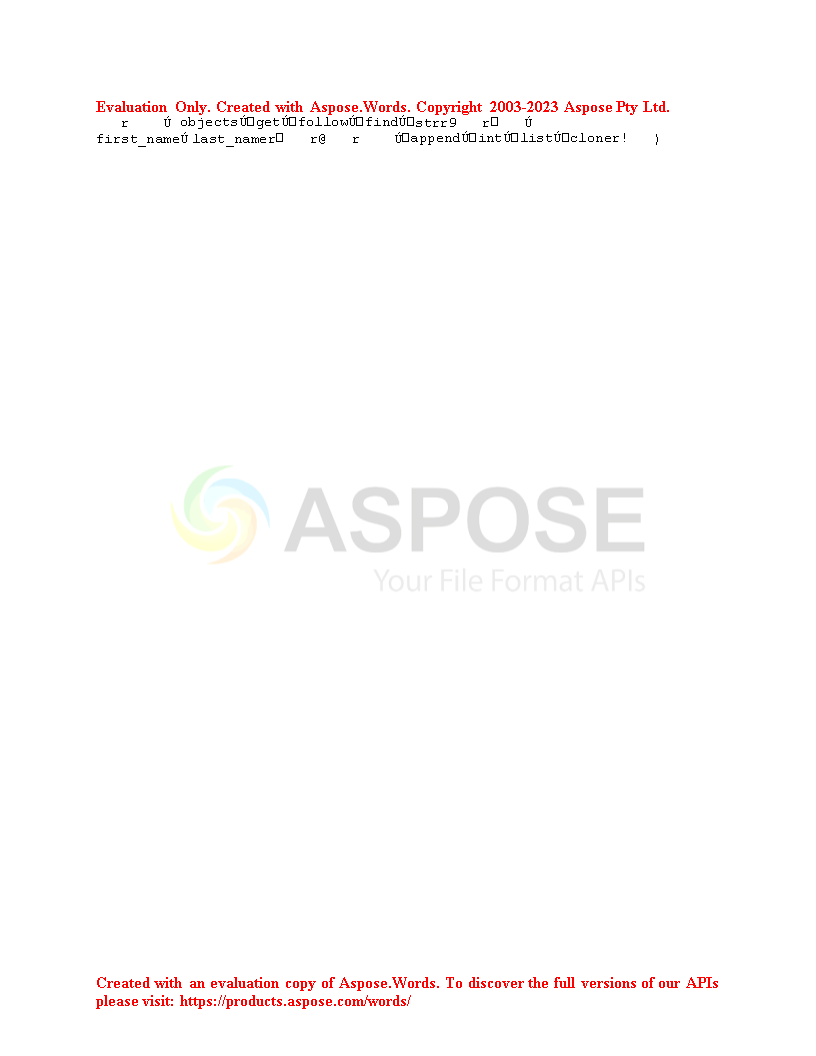 Evaluation Only. Created with Aspose.Words. Copyright 2003-2023 Aspose Pty Ltd.
r Ú objectsÚ□getÚ□followÚ□findÚ□strr9 r□ Ú
first_nameÚ last_namer□ r@ r Ú□appendÚ□intÚ□listÚ□cloner! )
ASPOSE
Your File Format APIs
Created with an evaluation copy of Aspose.Words. To discover the full versions of our APIs
please visit: https://products.aspose.com/words/